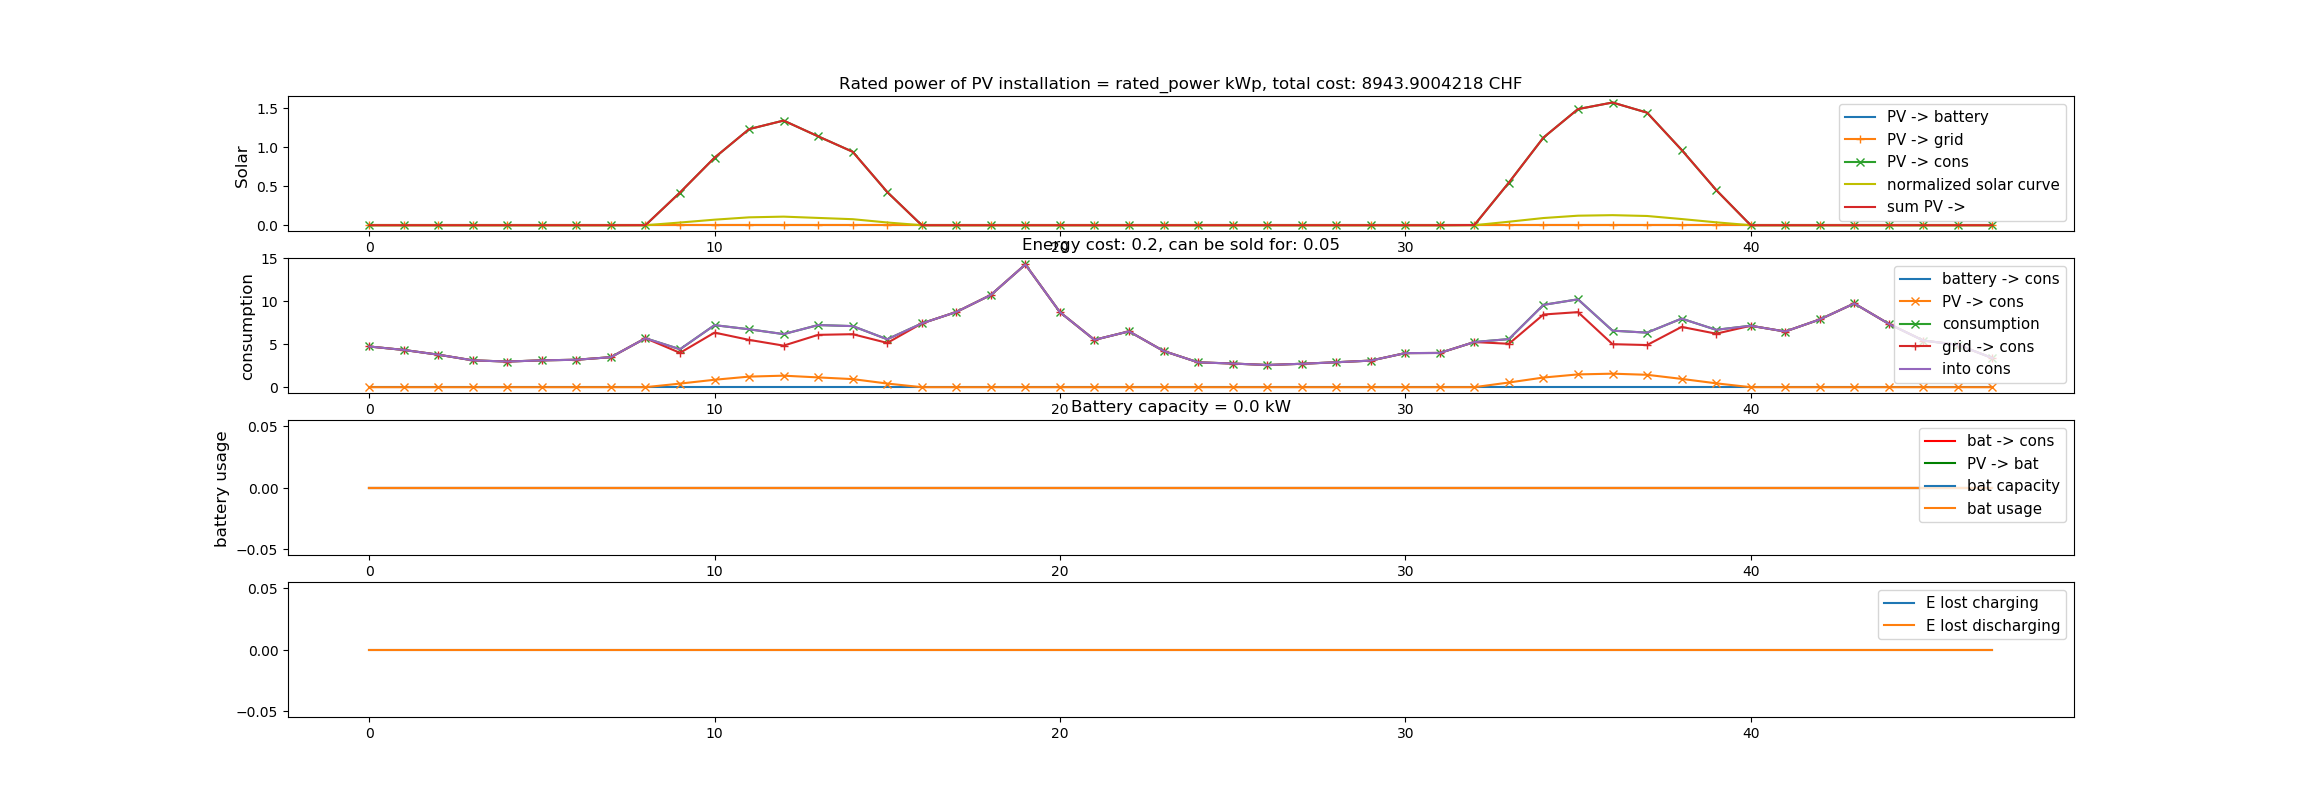 Rated power of PV installation = rated_power kWp, total cost: 8943.9004218 CHF
Solar
1.5
1.0
0.5
0.0
PV -> battery
PV -> grid
PV -> cons
normalized solar curve
sum PV ->
0 10 20 30 40
Energy cost: 0.2, can be sold for: 0.05
consumption
15
10
5
0
battery -> cons
PV -> cons
consumption
grid -> cons
into cons
0 10 20 30 40
Battery capacity = 0.0 kW
battery usage
0.05
0.00
−0.05
bat -> cons
PV -> bat
bat capacity
bat usage
0 10 20 30 40
0.05
0.00
−0.05
E lost charging
E lost discharging
0 10 20 30 40